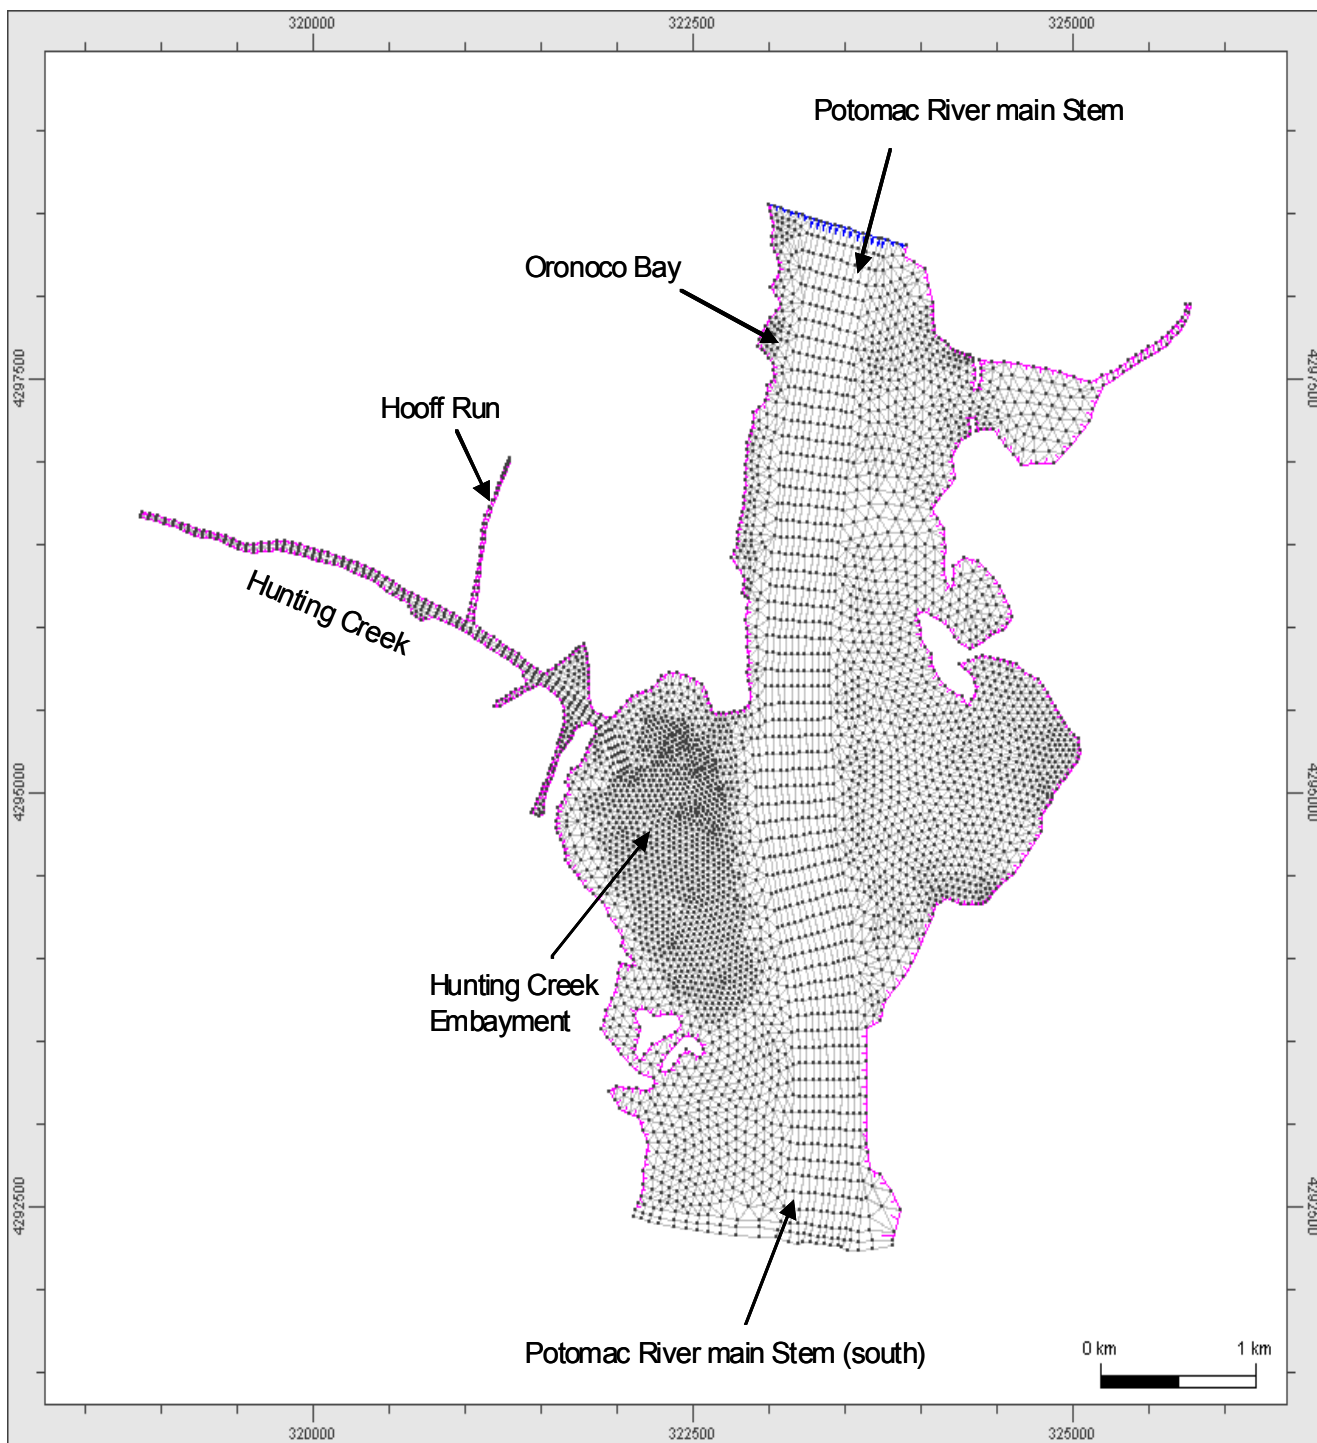 320000
322500
325000
Potomac River main Stem
Oronoco Bay
4297500
4297500
Hooff Run
Hunting Creek
4295000
4295000
Hunting Creek
Embayment
4292500
4292500
Potomac River main Stem (south)
0 km
1 km
320000
322500
325000